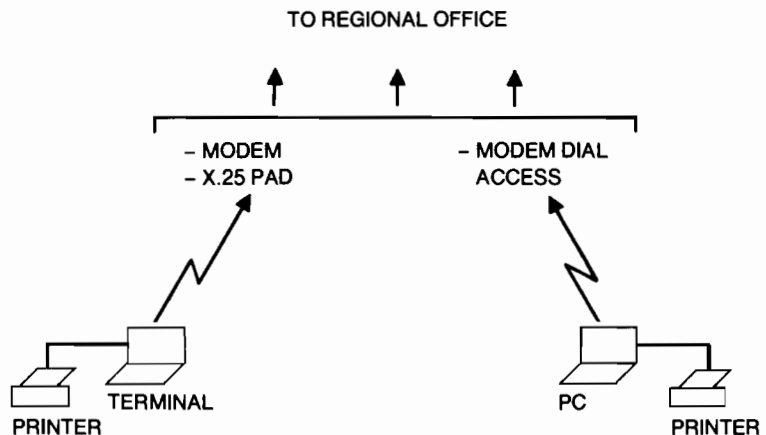 TO REGIONAL OFFICE
– MODEM
– X.25 PAD
– MODEM DIAL
ACCESS
TERMINAL
PRINTER
PC
PRINTER